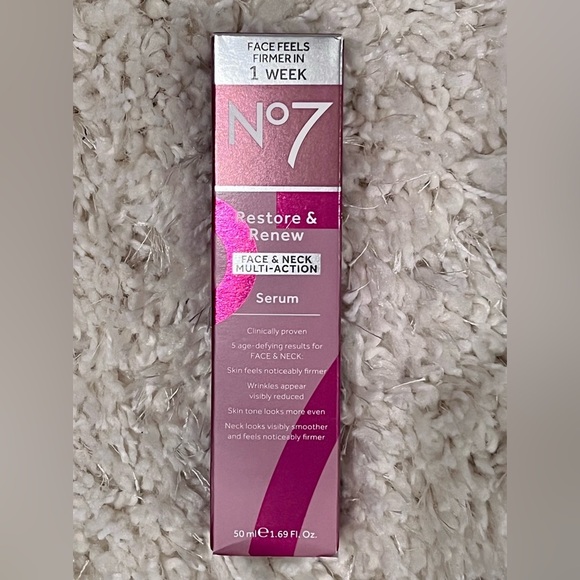 FACE FEELS
FIRMER IN
1 WEEK
No7
Restore &
Renew
FACE & NECK
MULTI-ACTION
Serum
Clinically proven
5 age-defying results for
FACE & NECK:
Skin feels noticeably firmer
Wrinkles appear
visibly reduced
Skin tone looks more even
Neck looks visibly smoother
and feels noticeably firmer
50 ml ℮ 1.69 Fl. Oz.